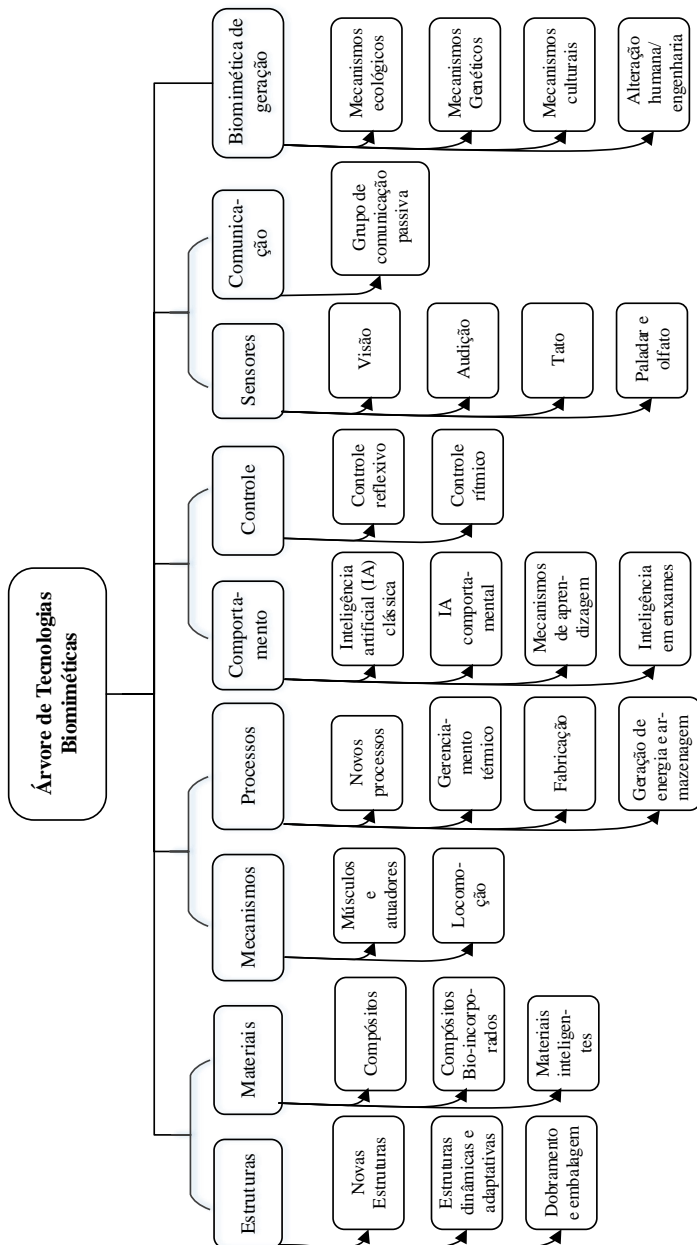 Árvore de Tecnologias
Biomiméticas
Estruturas
Materiais
Mecanismos
Processos
Comporta-
mento
Controle
Sensores
Comunica-
ção
Biomimética de
geração
Novas
Estruturas
Estruturas
dinâmicas e
adaptativas
Dobramento
e embalagem
Compósitos
Compósitos
Bio-incorpo-
rados
Materiais
inteligen-
tes
Músculos
e
atuadores
Locomo-
ção
Novos
processos
Gerencia-
mento
térmico
Fabricação
Geração de
energia e ar-
mazenagem
Inteligência
artificial (IA)
clássica
IA
comporta-
mental
Mecanismos
de apren-
dizagem
Inteligência
em enxames
Controle
reflexivo
Controle
rítmico
Visão
Audição
Tato
Paladar e
olfato
Grupo de
comunicação
passiva
Mecanismos
ecológicos
Mecanismos
Genéticos
Mecanismos
culturais
Alteração
humana/
engenharia